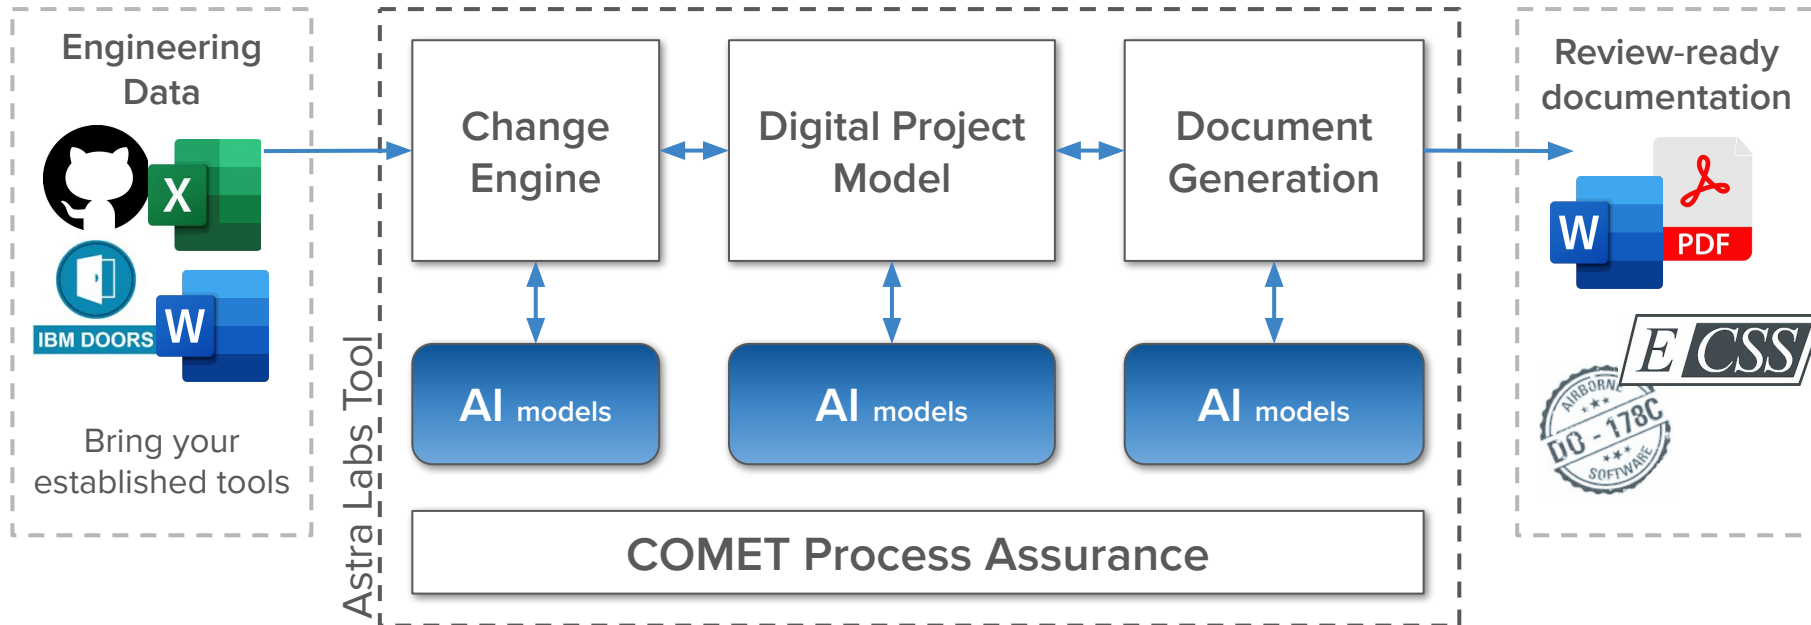 Engineering
Data
X
IBM DOORS
W
Bring your
established tools
Astra Labs Tool
Change
Engine
Digital Project
Model
Document
Generation
AI models
AI models
AI models
COMET Process Assurance
Review-ready
documentation
W
PDF
E CSS
AIRBORNE
DO - 178C
SOFTWARE